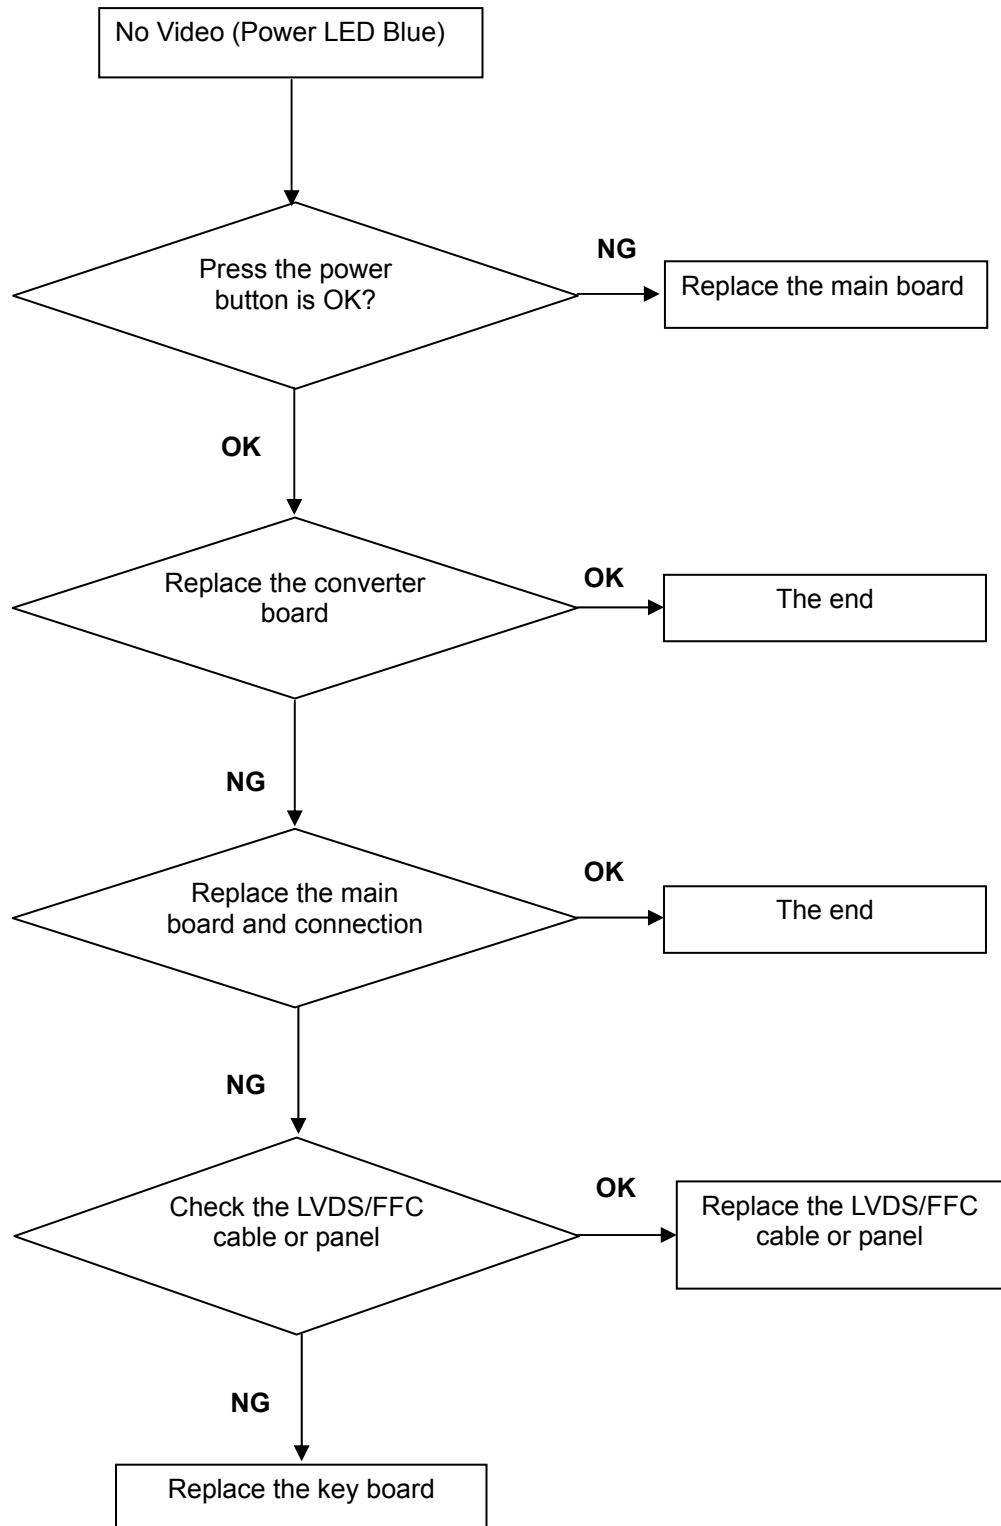 No Video (Power LED Blue)
Press the power
button is OK?
NG
Replace the main board
OK
Replace the converter
board
OK
The end
NG
Replace the main
board and connection
OK
The end
NG
Check the LVDS/FFC
cable or panel
OK
Replace the LVDS/FFC
cable or panel
NG
Replace the key board